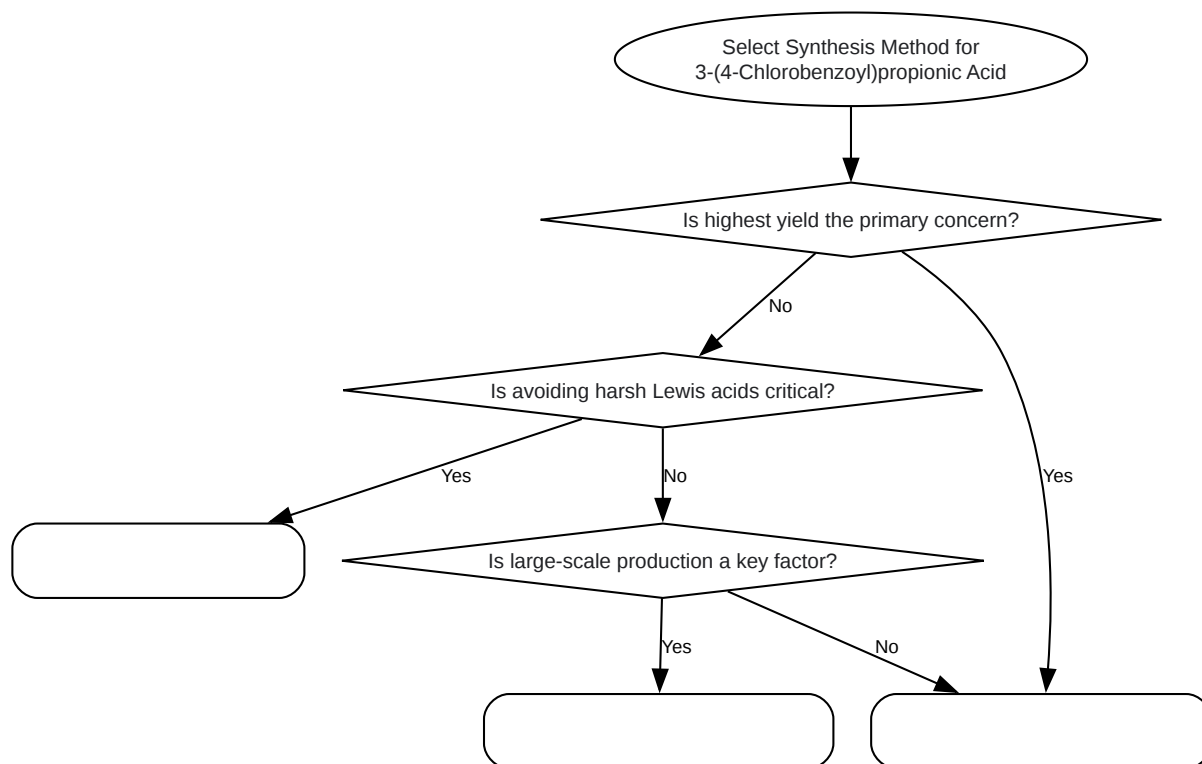 Select Synthesis Method for
3-(4-Chlorobenzoyl)propionic Acid
Is highest yield the primary concern?
No
Is avoiding harsh Lewis acids critical?
Yes
No
Yes
Is large-scale production a key factor?
Yes
No